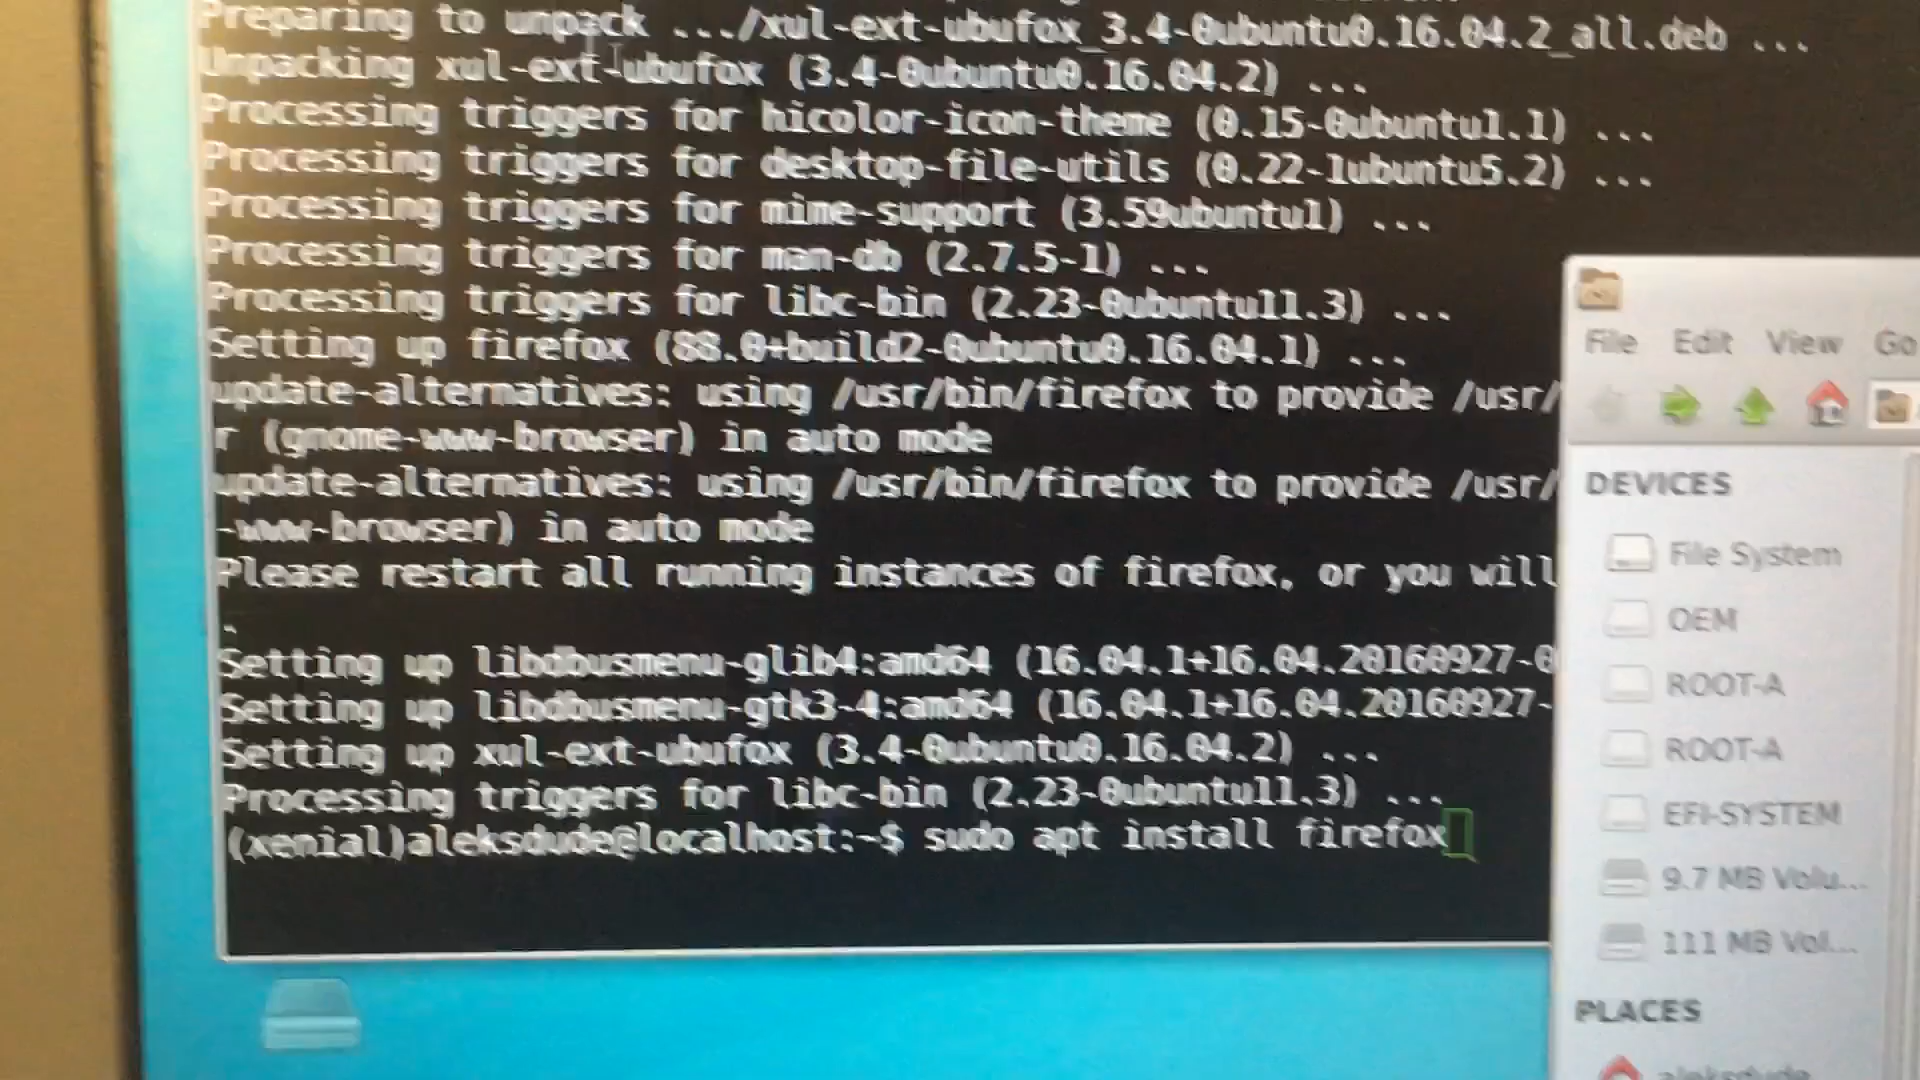 Preparing to unpack .../xul-ext-ubufox_3.4-0ubuntu0.16.04.2_all.deb ...
Unpacking xul-ext-ubufox (3.4-0ubuntu0.16.04.2) ...
Processing triggers for hicolor-icon-theme (0.15-0ubuntu1.1) ...
Processing triggers for desktop-file-utils (0.22-1ubuntu5.2) ...
Processing triggers for mime-support (3.59ubuntu1) ...
Processing triggers for man-db (2.7.5-1) ...
Processing triggers for libc-bin (2.23-0ubuntu11.3) ...
Setting up firefox (88.0+build2-0ubuntu0.16.04.1) ...
update-alternatives: using /usr/bin/firefox to provide /usr/
r (gnome-www-browser) in auto mode
update-alternatives: using /usr/bin/firefox to provide /usr/
-www-browser) in auto mode
Please restart all running instances of firefox, or you will
.
Setting up libdbusmenu-glib4:amd64 (16.04.1+16.04.20160927-0
Setting up libdbusmenu-gtk3-4:amd64 (16.04.1+16.04.20160927-
Setting up xul-ext-ubufox (3.4-0ubuntu0.16.04.2) ...
Processing triggers for libc-bin (2.23-0ubuntu11.3) ...
(xenial)aleksdude@localhost:~$ sudo apt install firefox
File Edit View Go
DEVICES
File System
OEM
ROOT-A
ROOT-A
EFI-SYSTEM
9.7 MB Volu...
111 MB Vol...
PLACES
aleksdude